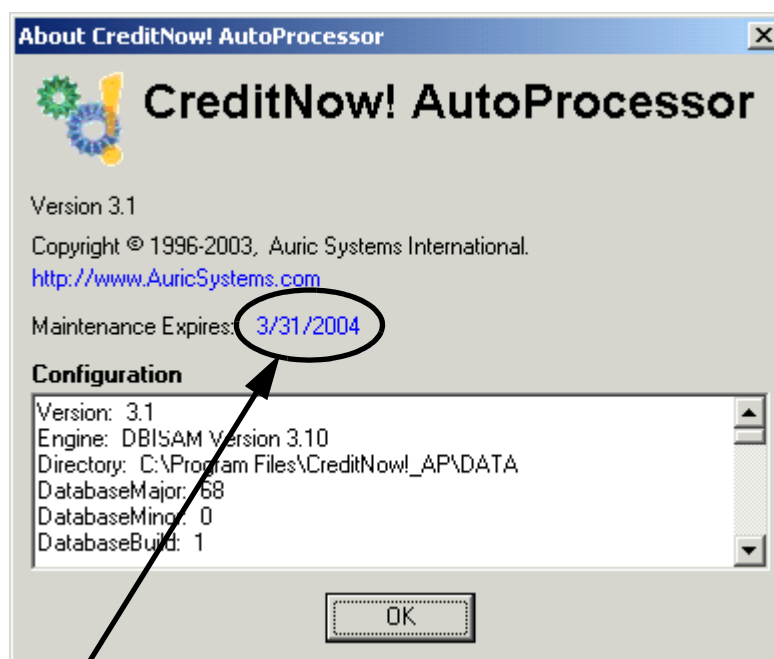 About CreditNow! AutoProcessor
CreditNow! AutoProcessor
Version 3.1
Copyright © 1996-2003, Auric Systems International.
http://www.AuricSystems.com
Maintenance Expires: 3/31/2004
Configuration
Version: 3.1
Engine: DBISAM Version 3.10
Directory: C:\Program Files\CreditNow!_AP\DATA
DatabaseMajor: 68
DatabaseMinor: 0
DatabaseBuild: 1
OK